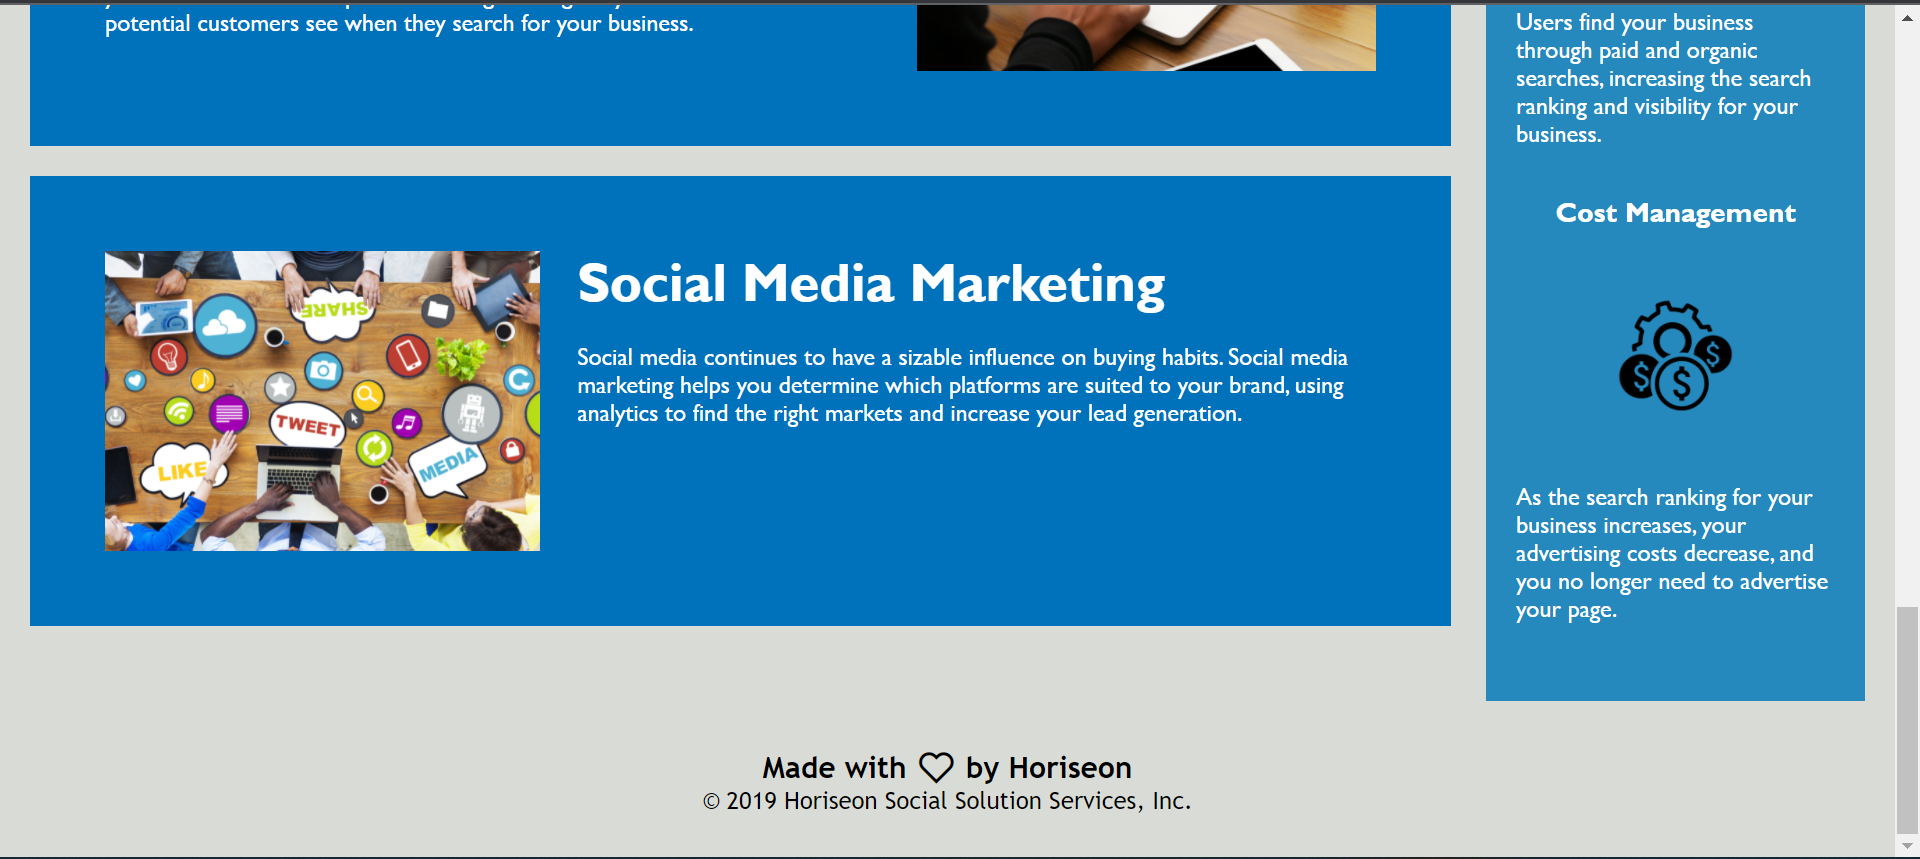 potential customers see when they search for your business.
Social Media Marketing
Social media continues to have a sizable influence on buying habits. Social media
marketing helps you determine which platforms are suited to your brand, using
analytics to find the right markets and increase your lead generation.
SHARE
TWEET
LIKE
MEDIA
Users find your business
through paid and organic
searches, increasing the search
ranking and visibility for your
business.
Cost Management
$
$
$
As the search ranking for your
business increases, your
advertising costs decrease, and
you no longer need to advertise
your page.
Made with by Horiseon
© 2019 Horiseon Social Solution Services, Inc.